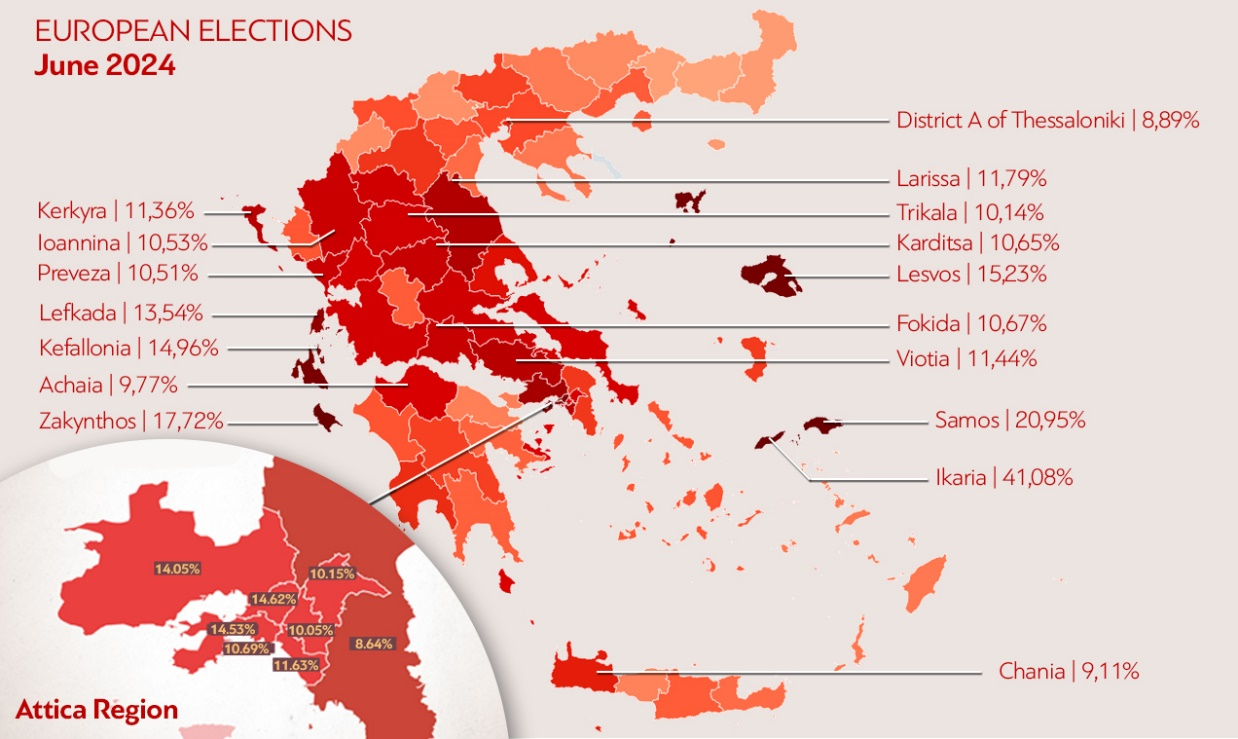 EUROPEAN ELECTIONS
June 2024
District A of Thessaloniki | 8,89%
Larissa | 11,79%
Trikala | 10,14%
Karditsa | 10,65%
Lesvos | 15,23%
Fokida | 10,67%
Viotia | 11,44%
Samos | 20,95%
Ikaria | 41,08%
Chania | 9,11%
Kerkyra | 11,36%
Ioannina | 10,53%
Preveza | 10,51%
Lefkada | 13,54%
Kefallonia | 14,96%
Achaia | 9,77%
Zakynthos | 17,72%
14.05%
10.15%
14.62%
14.53%
10.05%
10.69%
8.64%
11.63%
Attica Region